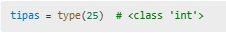 tipas = type(25)  # <class 'int'>